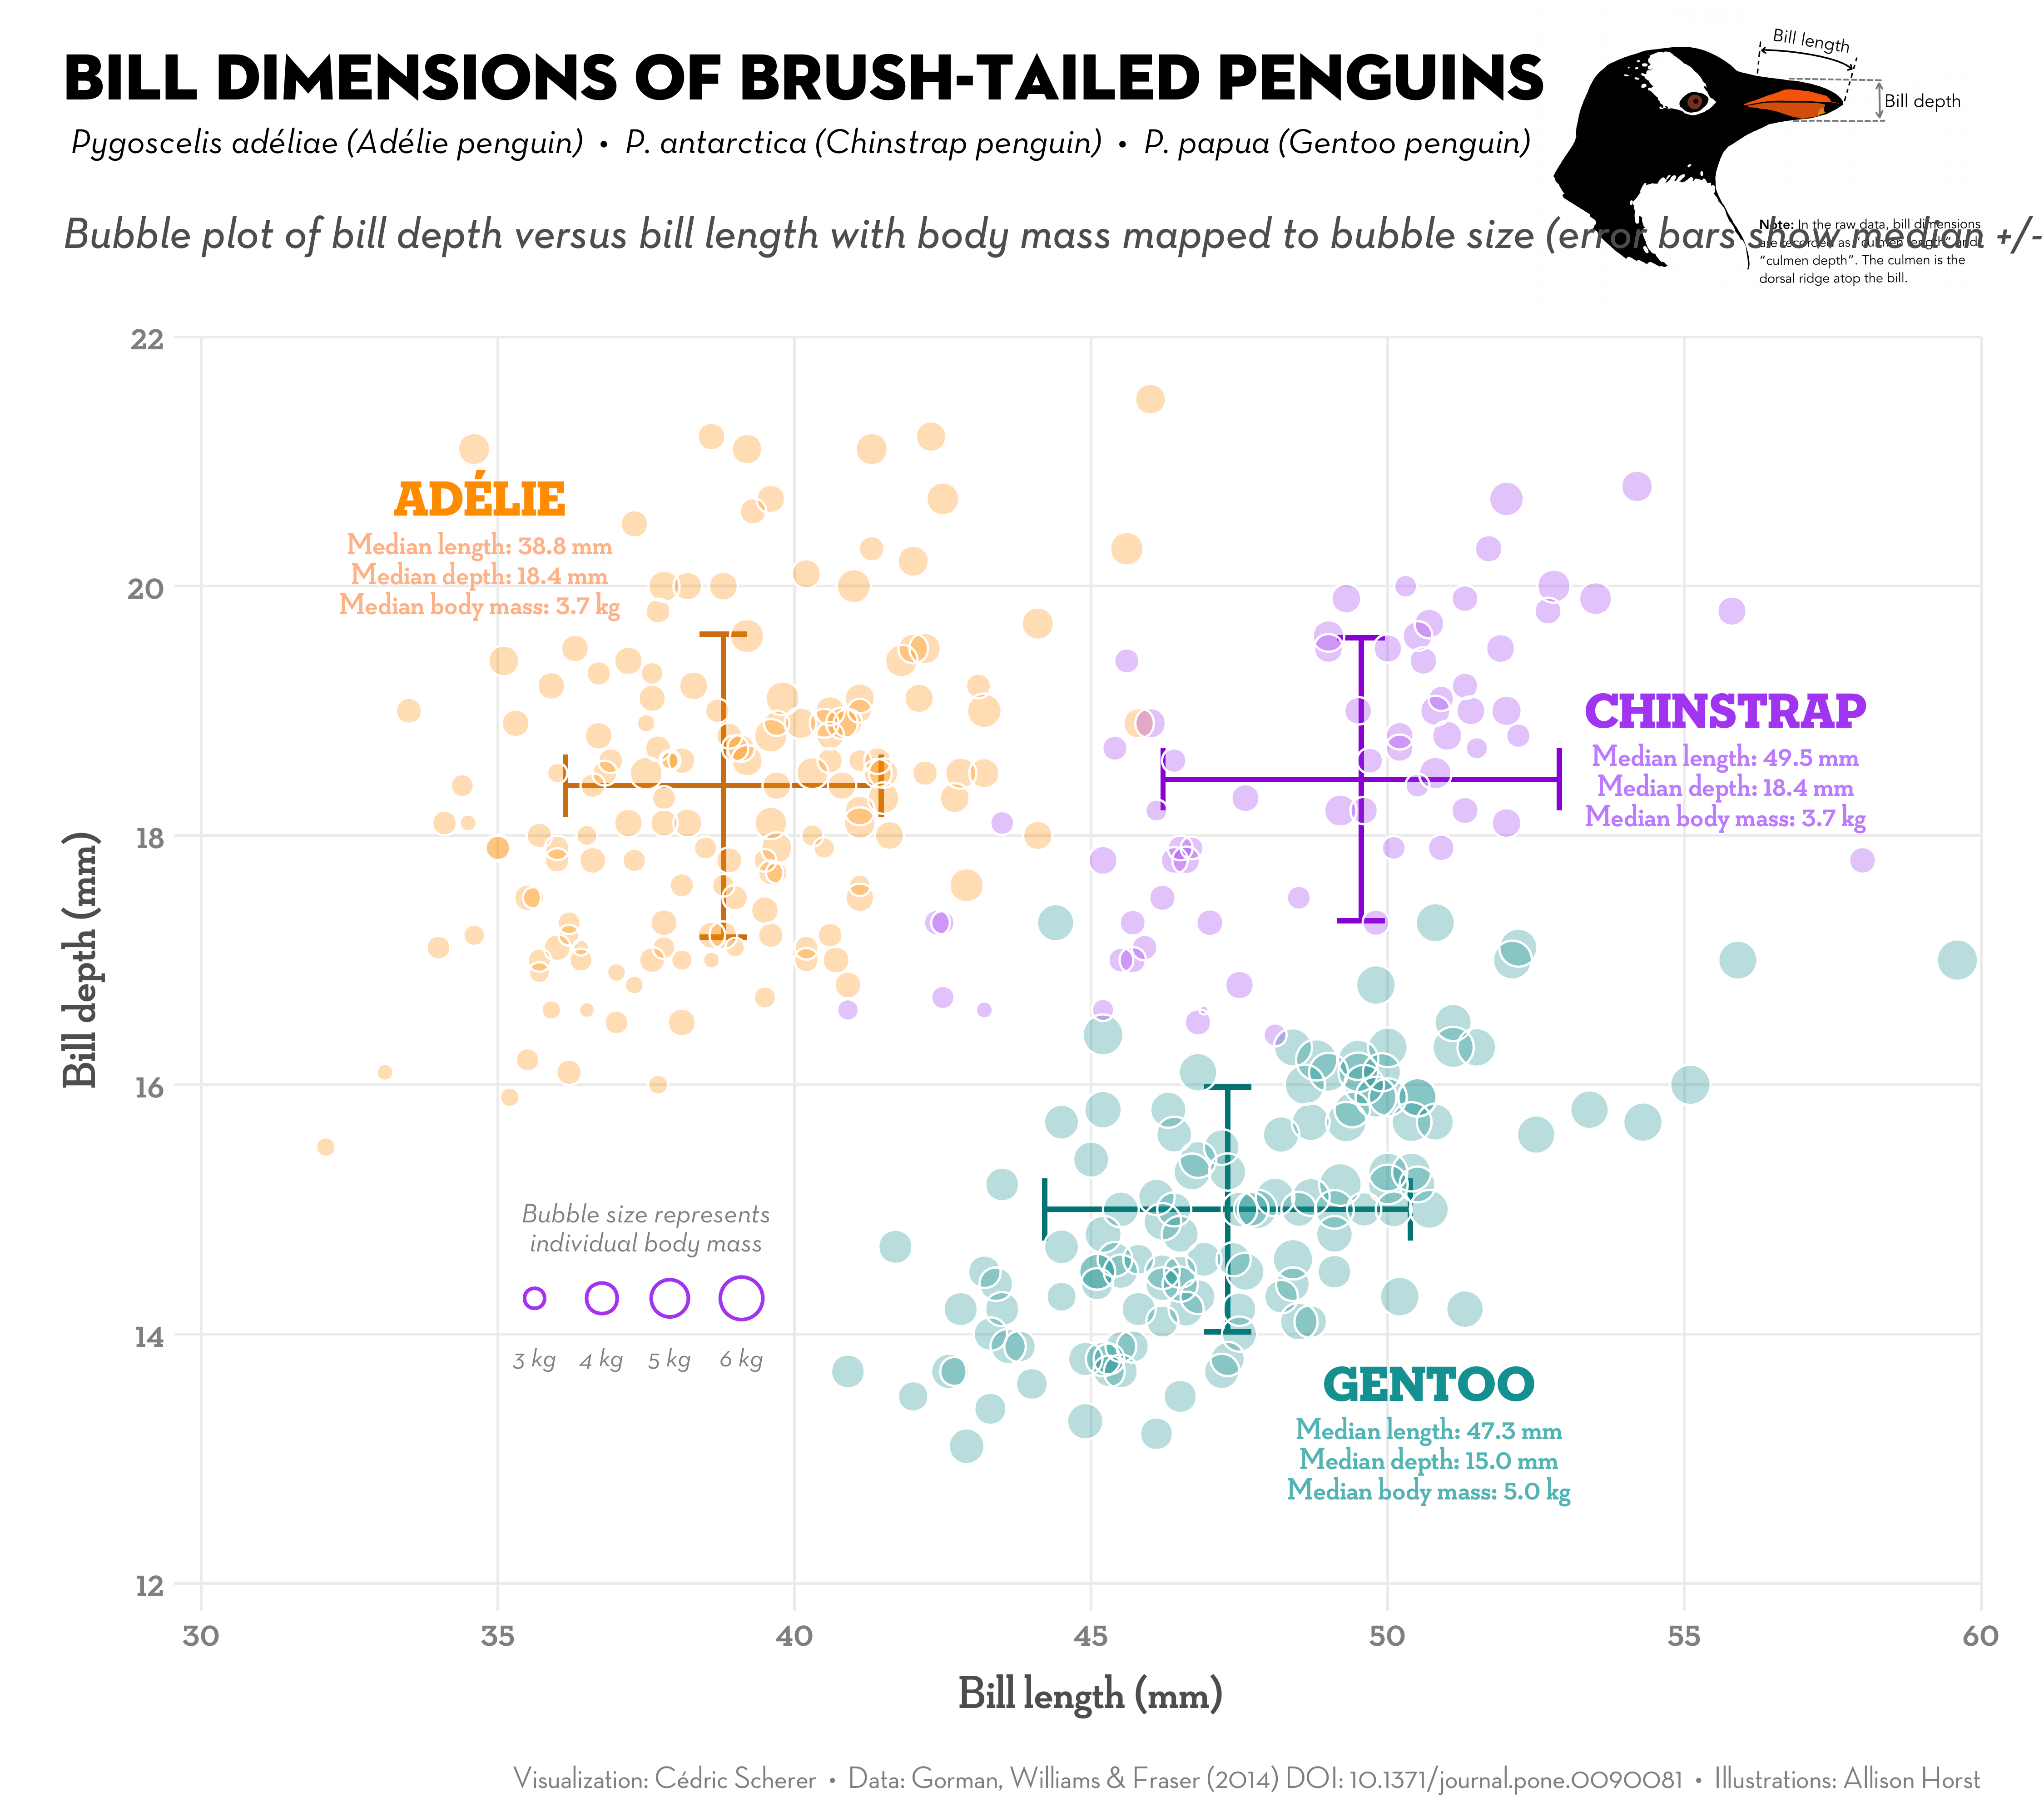 BILL DIMENSIONS OF BRUSH-TAILED PENGUINS
Pygoscelis adéliae (Adélie penguin) • P. antarctica (Chinstrap penguin) • P. papua (Gentoo penguin)
Bill length
Bill depth
Bubble plot of bill depth versus bill length with body mass mapped to bubble size (error bars show median +/-
Note: In the raw data, bill dimensions
are recorded as "culmen length" and
"culmen depth". The culmen is the
dorsal ridge atop the bill.
22
20
18
16
14
12
Bill depth (mm)
ADÉLIE
Median length: 38.8 mm
Median depth: 18.4 mm
Median body mass: 3.7 kg
CHINSTRAP
Median length: 49.5 mm
Median depth: 18.4 mm
Median body mass: 3.7 kg
Bubble size represents
individual body mass
3 kg 4 kg 5 kg 6 kg
GENTOO
Median length: 47.3 mm
Median depth: 15.0 mm
Median body mass: 5.0 kg
30 35 40 45 50 55 60
Bill length (mm)
Visualization: Cédric Scherer • Data: Gorman, Williams & Fraser (2014) DOI: 10.1371/journal.pone.0090081 • Illustrations: Allison Horst